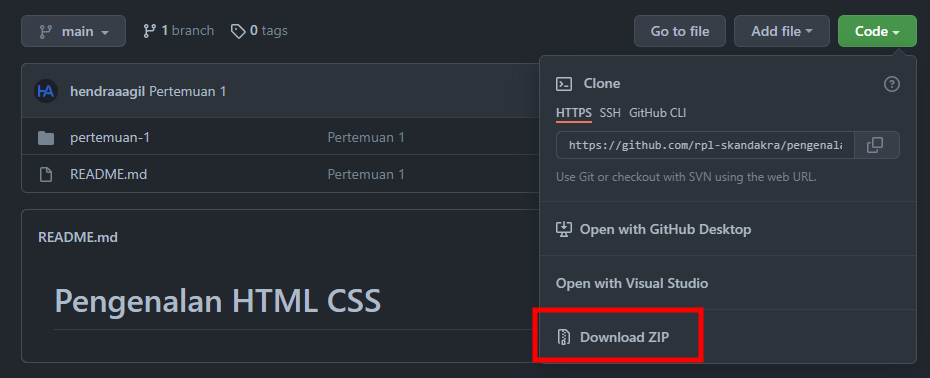 main
1 branch
0 tags
Go to file
Add file
Code
HA
hendraaagil Pertemuan 1
pertemuan-1
Pertemuan 1
README.md
Pertemuan 1
README.md
Pengenalan HTML CSS
Clone
HTTPS SSH GitHub CLI
https://github.com/rpl-skandakra/pengenala
Use Git or checkout with SVN using the web URL.
Open with GitHub Desktop
Open with Visual Studio
Download ZIP